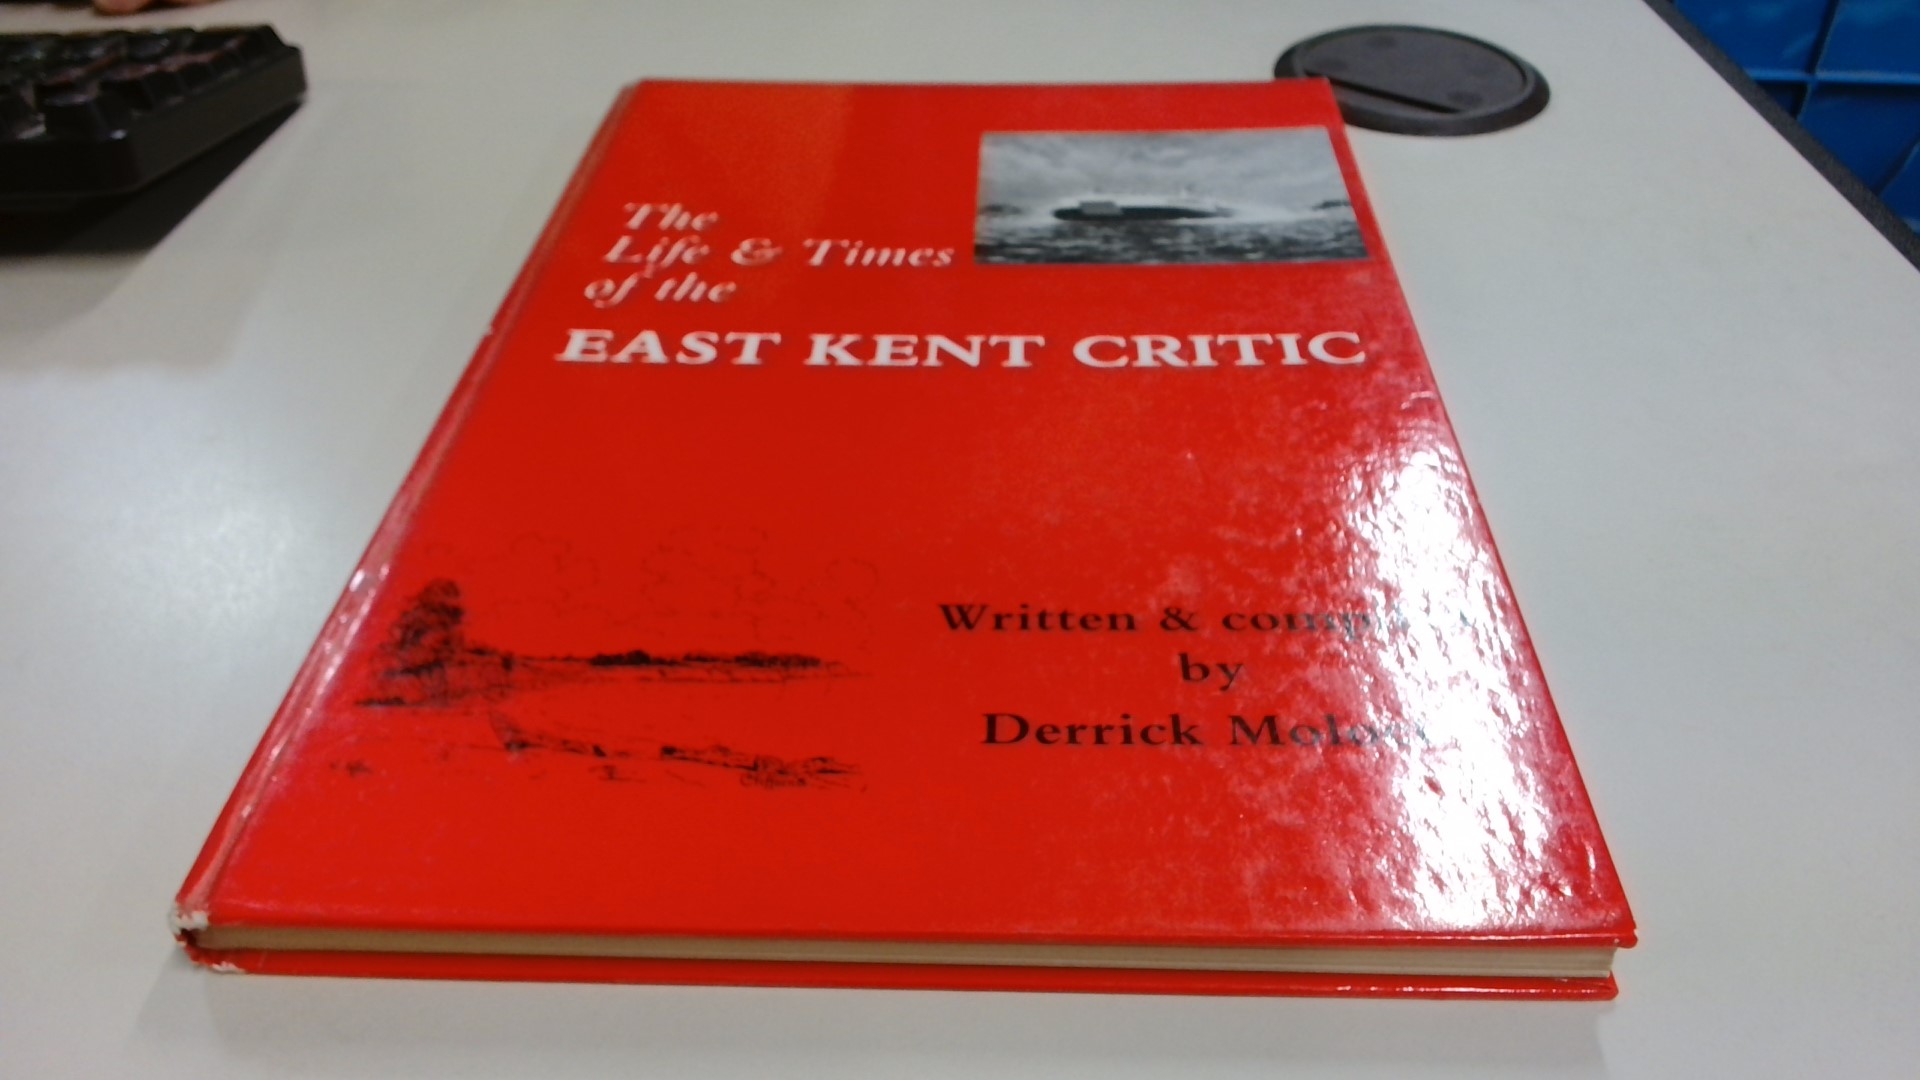 The
Life & Times
of the
EAST KENT CRITIC
Written &
by
Derrick